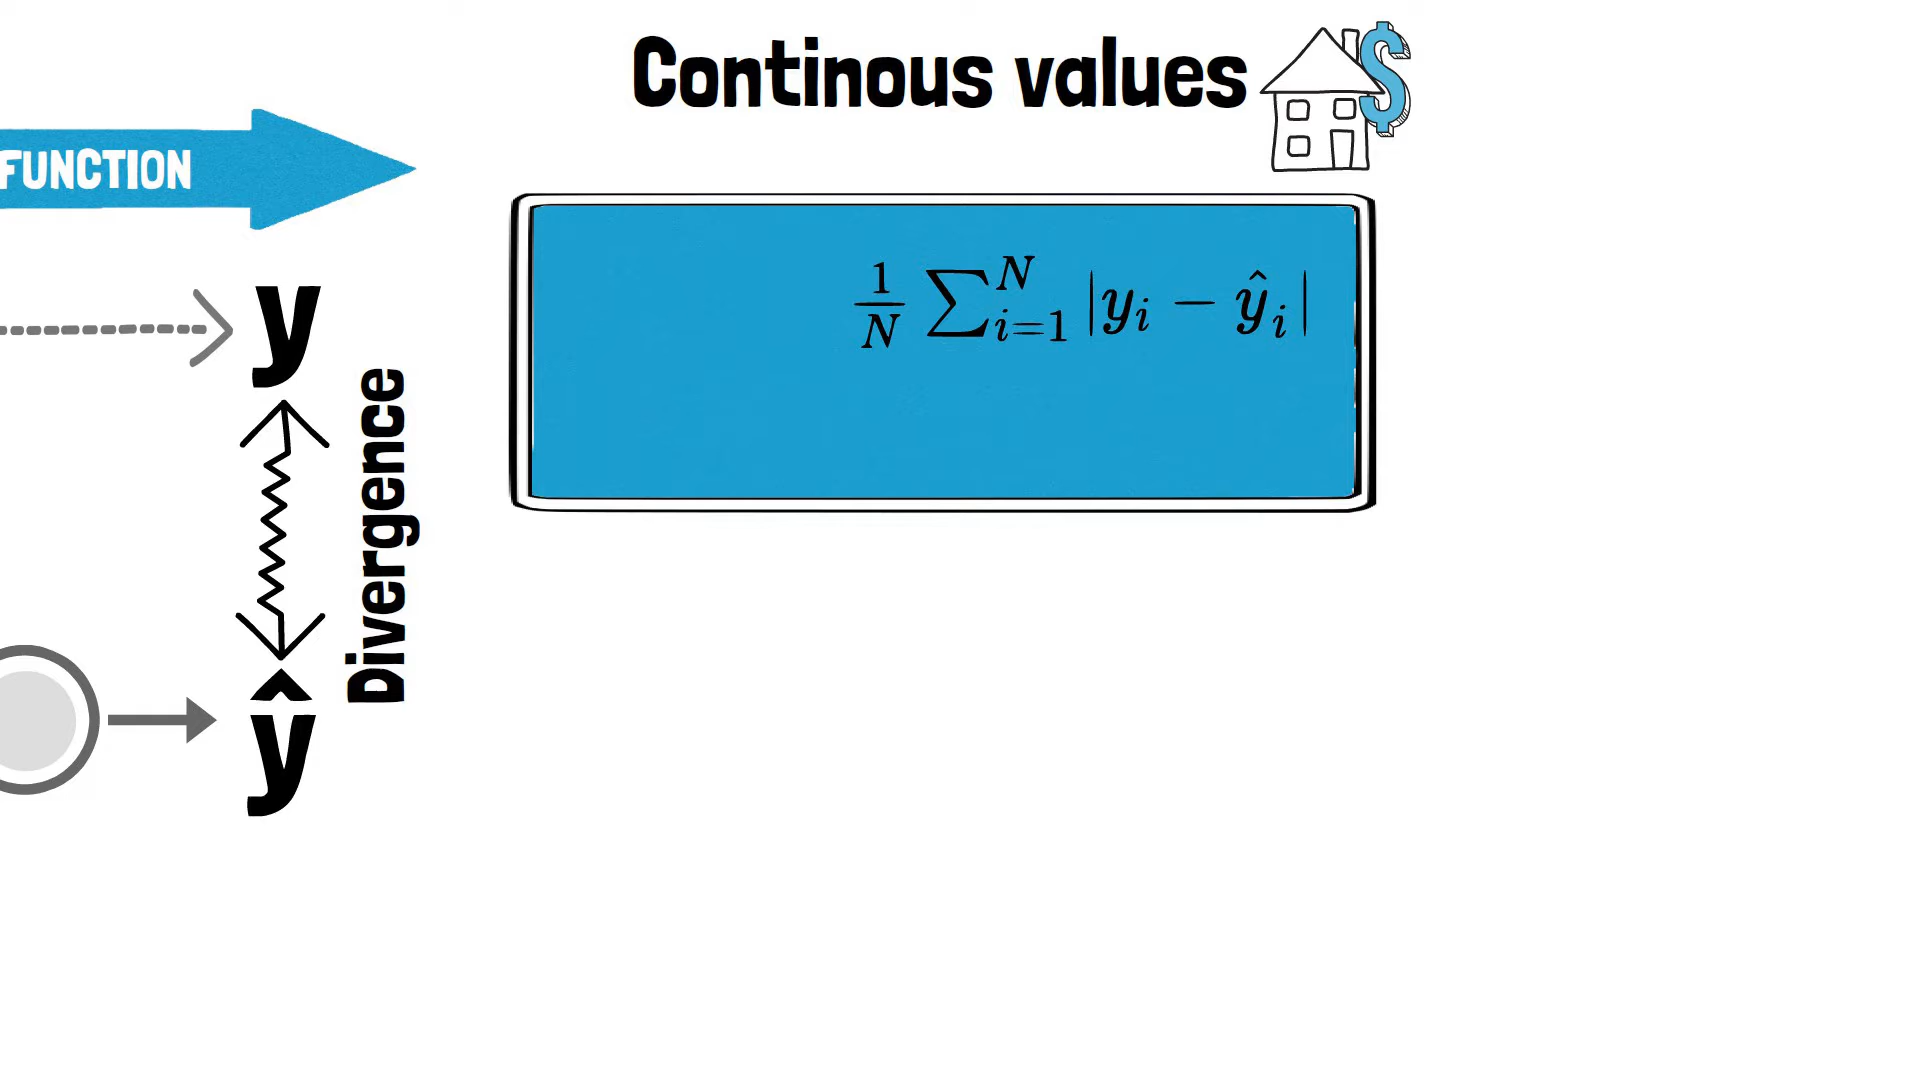 Continous values
FUNCTION
y
Divergence
ŷ
$
\frac{1}{N} \sum_{i=1}^{N} |y_i - \hat{y}_i|